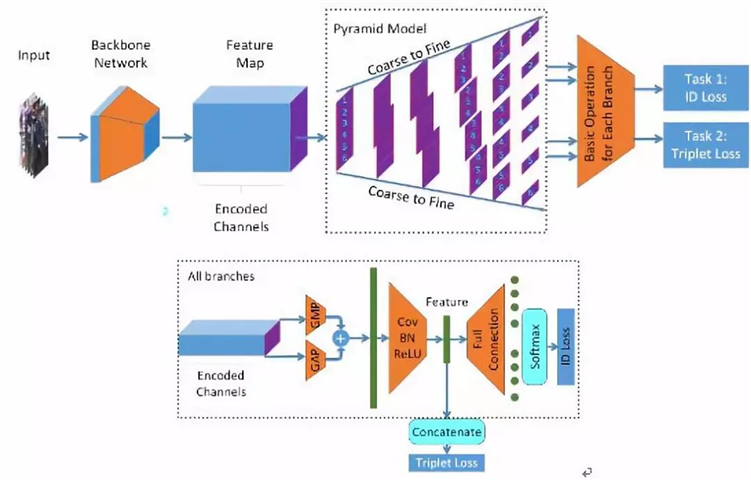 Input
Backbone
Network
Feature
Map
Encoded
Channels
Pyramid Model
Coarse to Fine
Coarse to Fine
1
2
3
4
5
6
Basic Operation
for Each Branch
Task 1:
ID Loss
Task 2:
Triplet Loss
All branches
Encoded
Channels
GMP
GAP
+
Cov
BN
ReLU
Feature
Full
Connection
Softmax
ID Loss
Concatenate
Triplet Loss